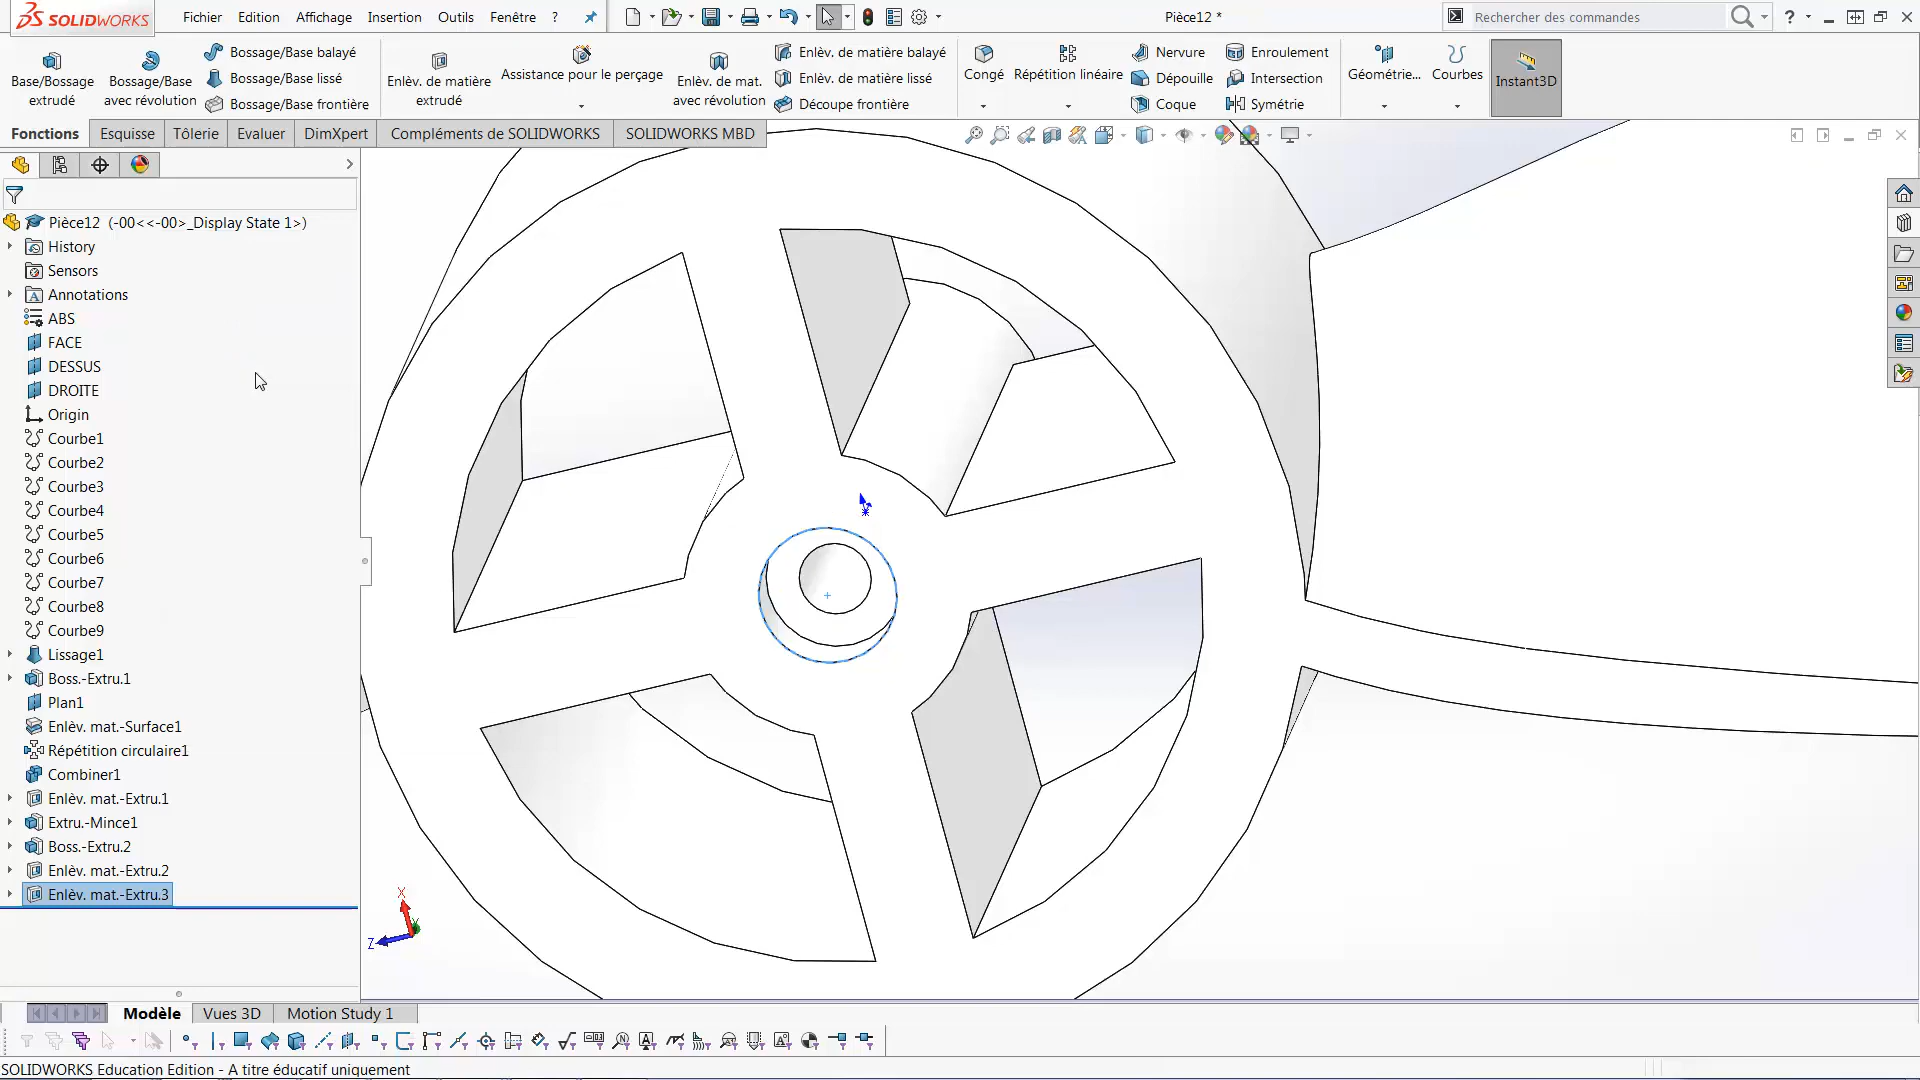 SOLIDWORKS
Fichier Edition Affichage Insertion Outils Fenêtre ?
Pièce12 *
Rechercher des commandes
?
Base/Bossage extrudé
Bossage/Base avec révolution
Bossage/Base balayé
Bossage/Base lissé
Bossage/Base frontière
Enlèv. de matière extrudé
Assistance pour le perçage
Enlèv. de mat. avec révolution
Enlèv. de matière balayé
Enlèv. de matière lissé
Découpe frontière
Congé
Répétition linéaire
Nervure
Dépouille
Coque
Enroulement
Intersection
Symétrie
Géométrie...
Courbes
Instant3D
Fonctions Esquisse Tôlerie Evaluer DimXpert Compléments de SOLIDWORKS SOLIDWORKS MBD
Pièce12 (-00<<-00>_Display State 1>)
History
Sensors
Annotations
ABS
FACE
DESSUS
DROITE
Origin
Courbe1
Courbe2
Courbe3
Courbe4
Courbe5
Courbe6
Courbe7
Courbe8
Courbe9
Lissage1
Boss.-Extru.1
Plan1
Enlèv. mat.-Surface1
Répétition circulaire1
Combiner1
Enlèv. mat.-Extru.1
Extru.-Mince1
Boss.-Extru.2
Enlèv. mat.-Extru.2
Enlèv. mat.-Extru.3
X
Z
Modèle Vues 3D Motion Study 1
SOLIDWORKS Education Edition - A titre éducatif uniquement